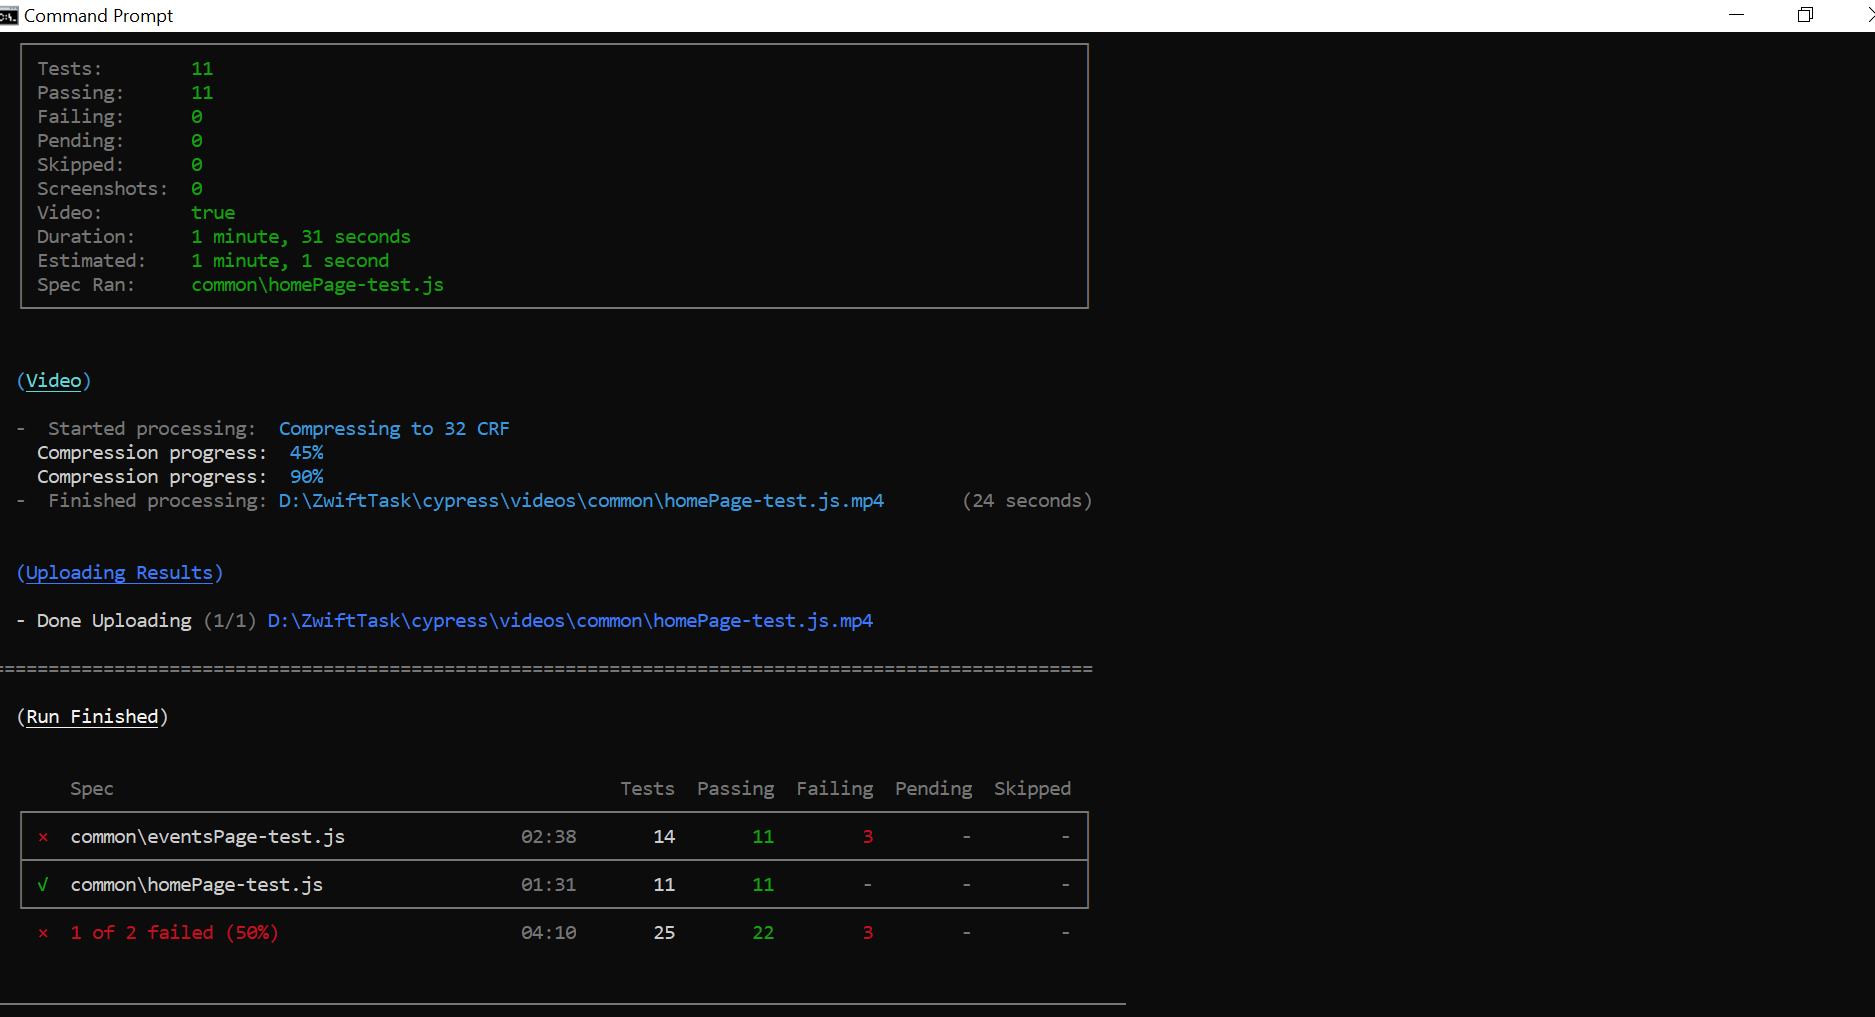 Command Prompt
Tests: 11
Passing: 11
Failing: 0
Pending: 0
Skipped: 0
Screenshots: 0
Video: true
Duration: 1 minute, 31 seconds
Estimated: 1 minute, 1 second
Spec Ran: common\homePage-test.js
(Video)
- Started processing: Compressing to 32 CRF
Compression progress: 45%
Compression progress: 90%
- Finished processing: D:\ZwiftTask\cypress\videos\common\homePage-test.js.mp4 (24 seconds)
(Uploading Results)
- Done Uploading (1/1) D:\ZwiftTask\cypress\videos\common\homePage-test.js.mp4
====================================================================================================
(Run Finished)
Spec Tests Passing Failing Pending Skipped
× common\eventsPage-test.js 02:38 14 11 3 - -
√ common\homePage-test.js 01:31 11 11 - - -
× 1 of 2 failed (50%) 04:10 25 22 3 - -